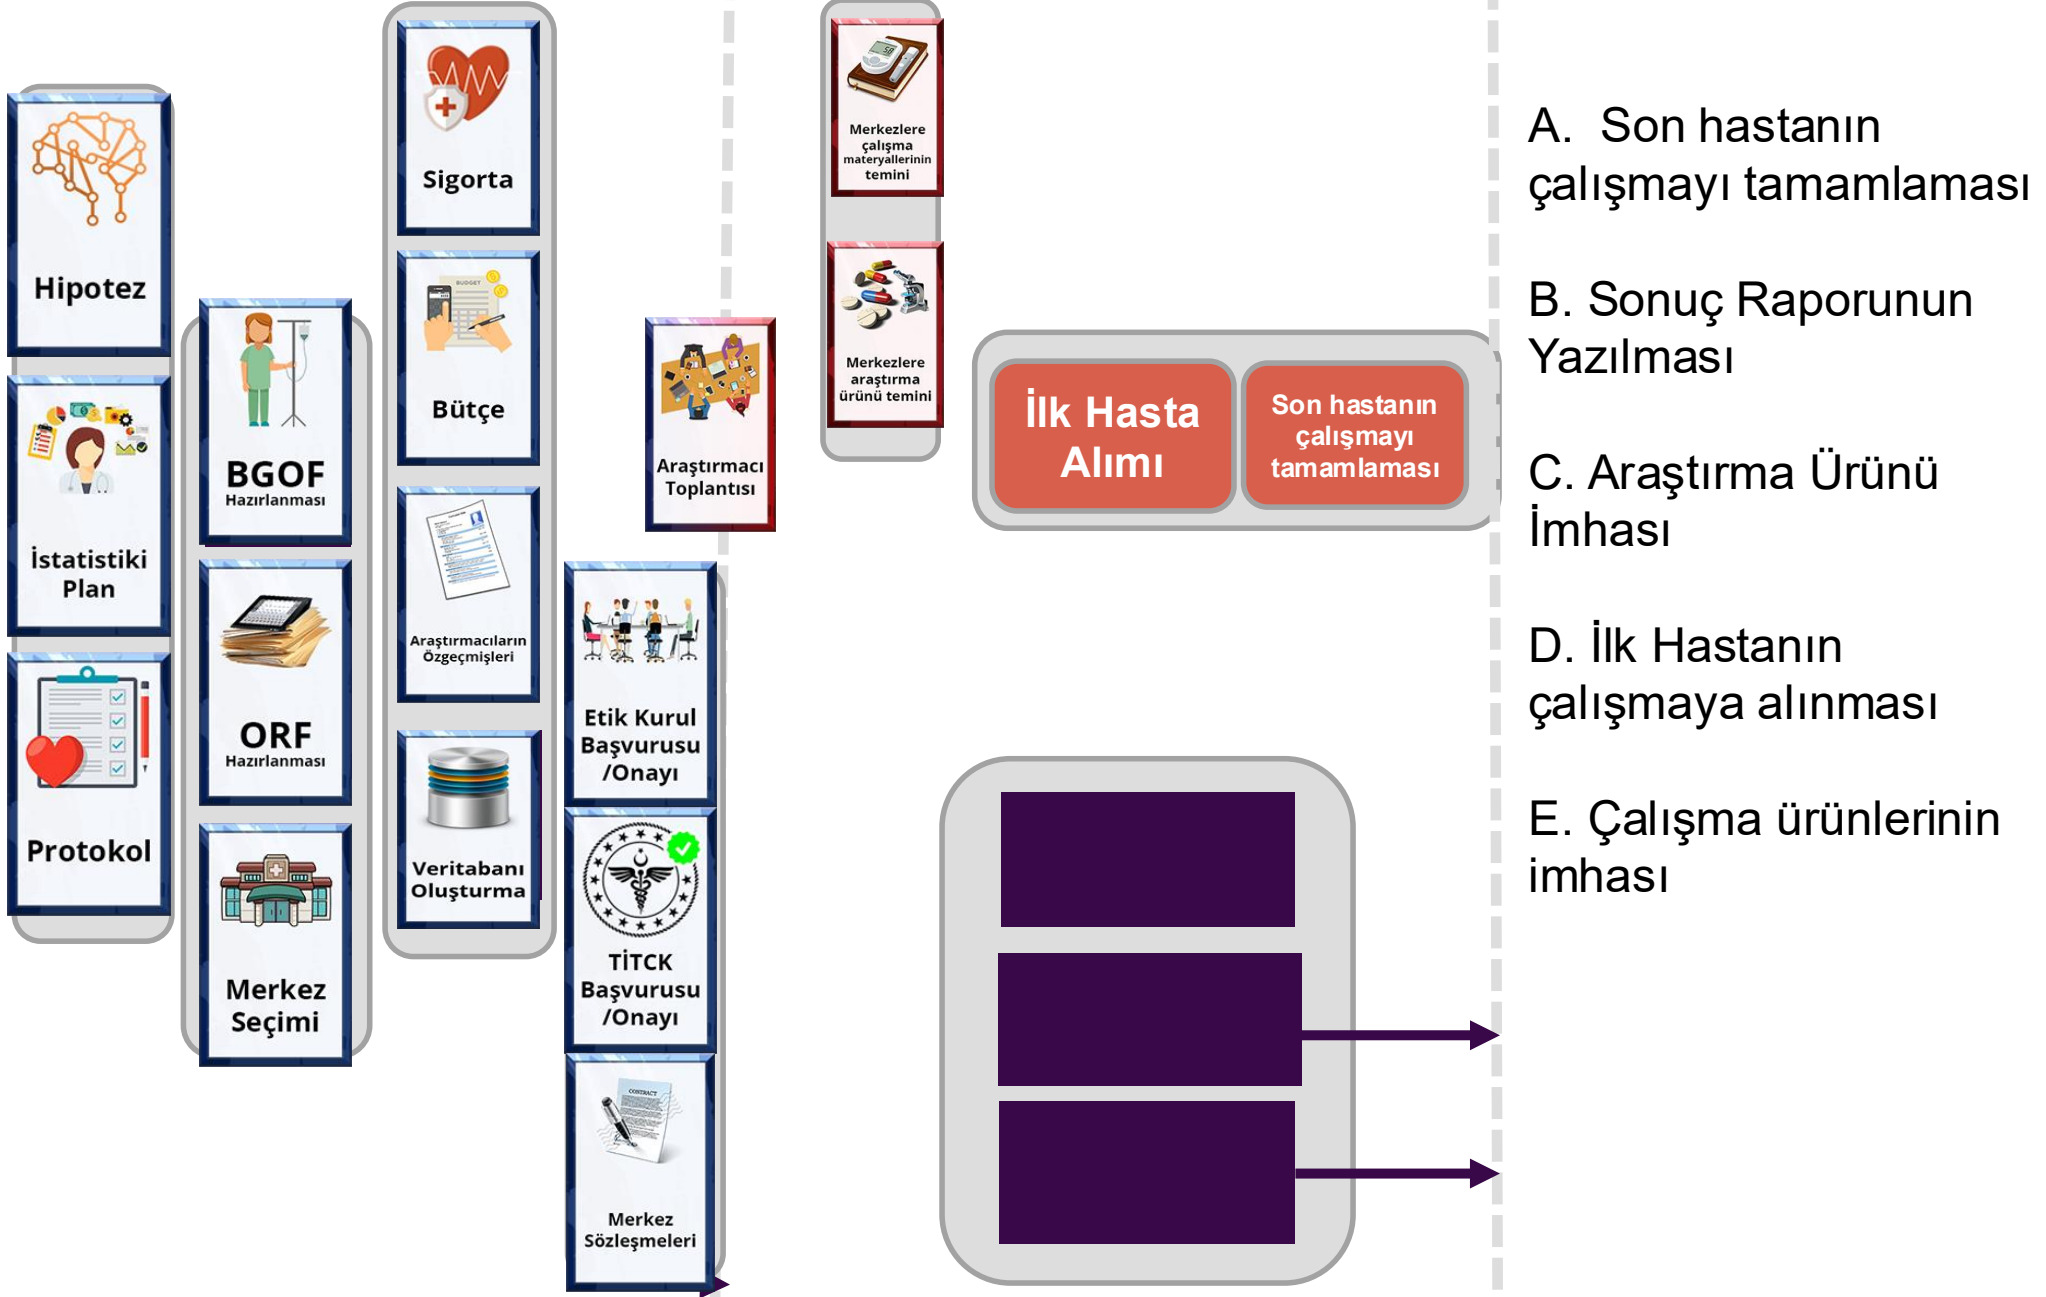 Hipotez
İstatistiki
Plan
Protokol
BGOF
Hazırlanması
ORF
Hazırlanması
Merkez
Seçimi
Sigorta
BUDGET
Bütçe
Araştırmacıların
Özgeçmişleri
Veritabanı
Oluşturma
Araştırmacı
Toplantısı
Etik Kurul
Başvurusu
/Onayı
TİTCK
Başvurusu
/Onayı
CONTRACT
Merkez
Sözleşmeleri
Merkezlere
çalışma
materyallerinin
temini
Merkezlere
araştırma
ürünü temini
İlk Hasta
Alımı
Son hastanın
çalışmayı
tamamlaması
A. Son hastanın
çalışmayı tamamlaması
B. Sonuç Raporunun
Yazılması
C. Araştırma Ürünü
İmhası
D. İlk Hastanın
çalışmaya alınması
E. Çalışma ürünlerinin
imhası